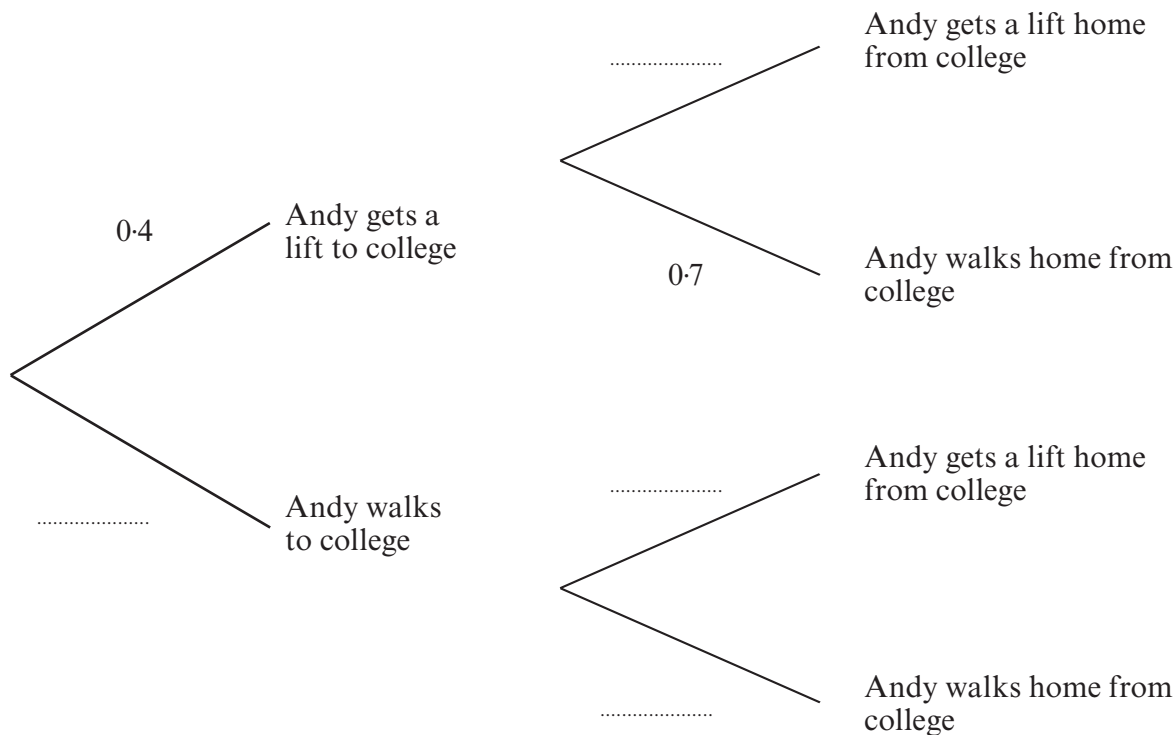 Andy gets a lift home
from college
0·4
Andy gets a
lift to college
Andy walks home from
college
0·7
Andy gets a lift home
from college
Andy walks
to college
Andy walks home from
college